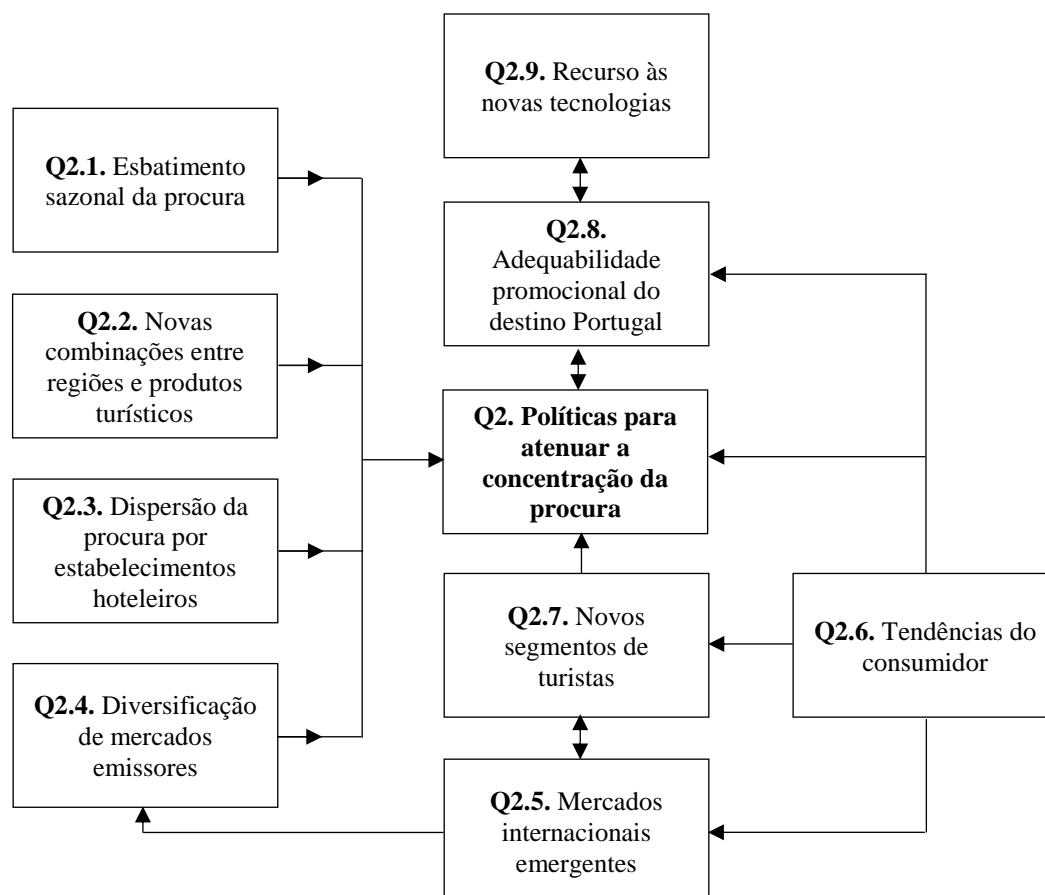 Q2.9. Recurso às
novas tecnologias
Q2.1. Esbatimento
sazonal da procura
Q2.8.
Adequabilidade
promocional do
destino Portugal
Q2.2. Novas
combinações entre
regiões e produtos
turísticos
Q2. Políticas para
atenuar a
concentração da
procura
Q2.3. Dispersão da
procura por
estabelecimentos
hoteleiros
Q2.7. Novos
segmentos de
turistas
Q2.6. Tendências do
consumidor
Q2.4. Diversificação
de mercados
emissores
Q2.5. Mercados
internacionais
emergentes